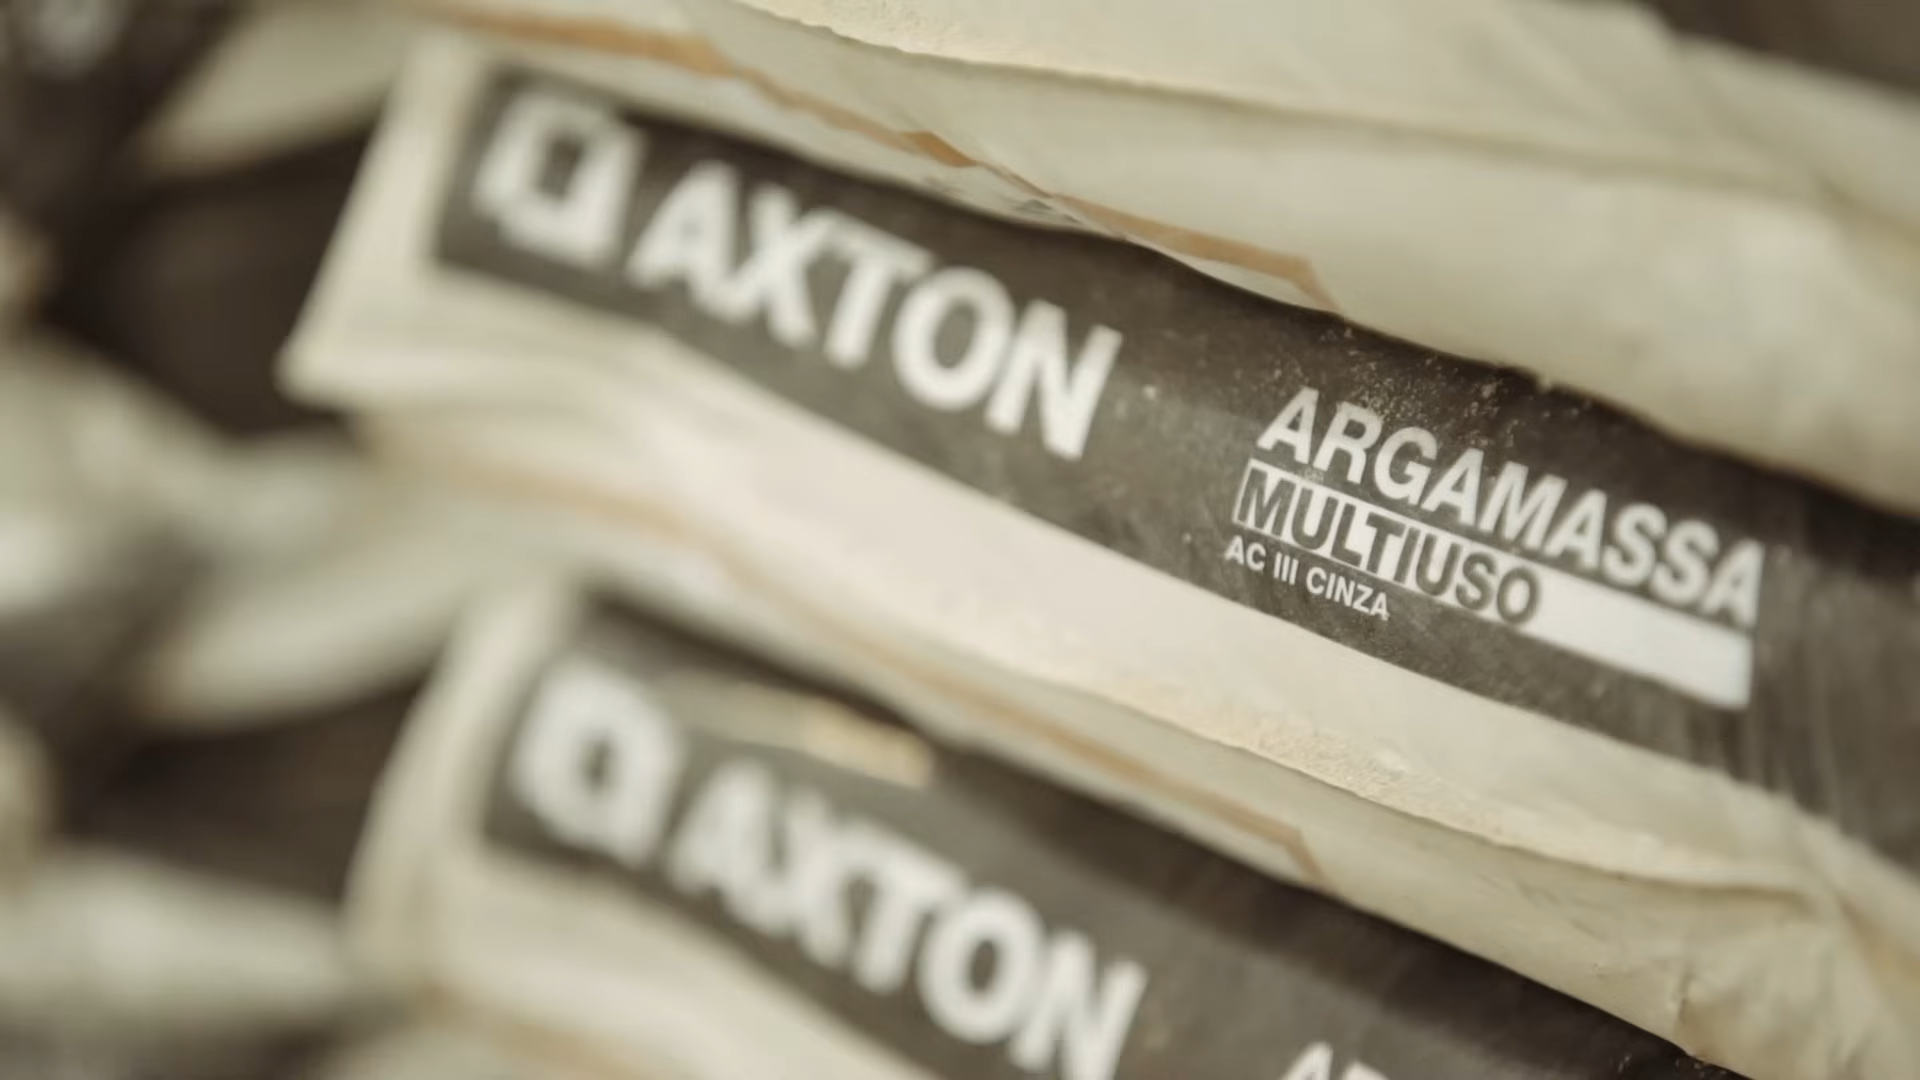 AXTON
ARGAMASSA
MULTIUSO
AC III CINZA
AXTON